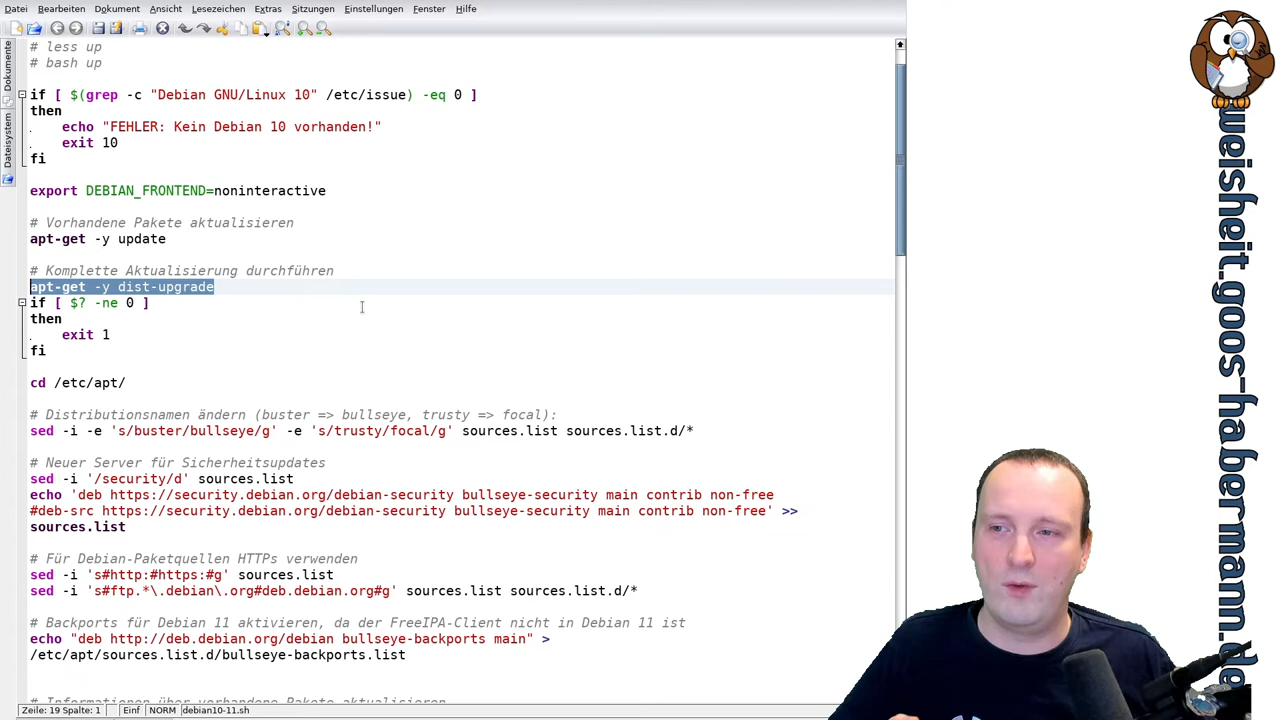 Datei Bearbeiten Dokument Ansicht Lesezeichen Extras Sitzungen Einstellungen Fenster Hilfe
Dokumente
Dateisystem
# less up
# bash up
if [ $(grep -c "Debian GNU/Linux 10" /etc/issue) -eq 0 ]
then
echo "FEHLER: Kein Debian 10 vorhanden!"
exit 10
fi
export DEBIAN_FRONTEND=noninteractive
# Vorhandene Pakete aktualisieren
apt-get -y update
# Komplette Aktualisierung durchführen
apt-get -y dist-upgrade
if [ $? -ne 0 ]
then
exit 1
fi
cd /etc/apt/
# Distributionsnamen ändern (buster => bullseye, trusty => focal):
sed -i -e 's/buster/bullseye/g' -e 's/trusty/focal/g' sources.list sources.list.d/*
# Neuer Server für Sicherheitsupdates
sed -i '/security/d' sources.list
echo 'deb https://security.debian.org/debian-security bullseye-security main contrib non-free
#deb-src https://security.debian.org/debian-security bullseye-security main contrib non-free' >>
sources.list
# Für Debian-Paketquellen HTTPs verwenden
sed -i 's#http:#https:#g' sources.list
sed -i 's#ftp.*\.debian\.org#deb.debian.org#g' sources.list sources.list.d/*
# Backports für Debian 11 aktivieren, da der FreeIPA-Client nicht in Debian 11 ist
echo "deb http://deb.debian.org/debian bullseye-backports main" >
/etc/apt/sources.list.d/bullseye-backports.list
# Informationen über vorhandene Pakete aktualisieren
Zeile: 19 Spalte: 1 Einf NORM debian10-11.sh
weisheit.goos-habermann.de